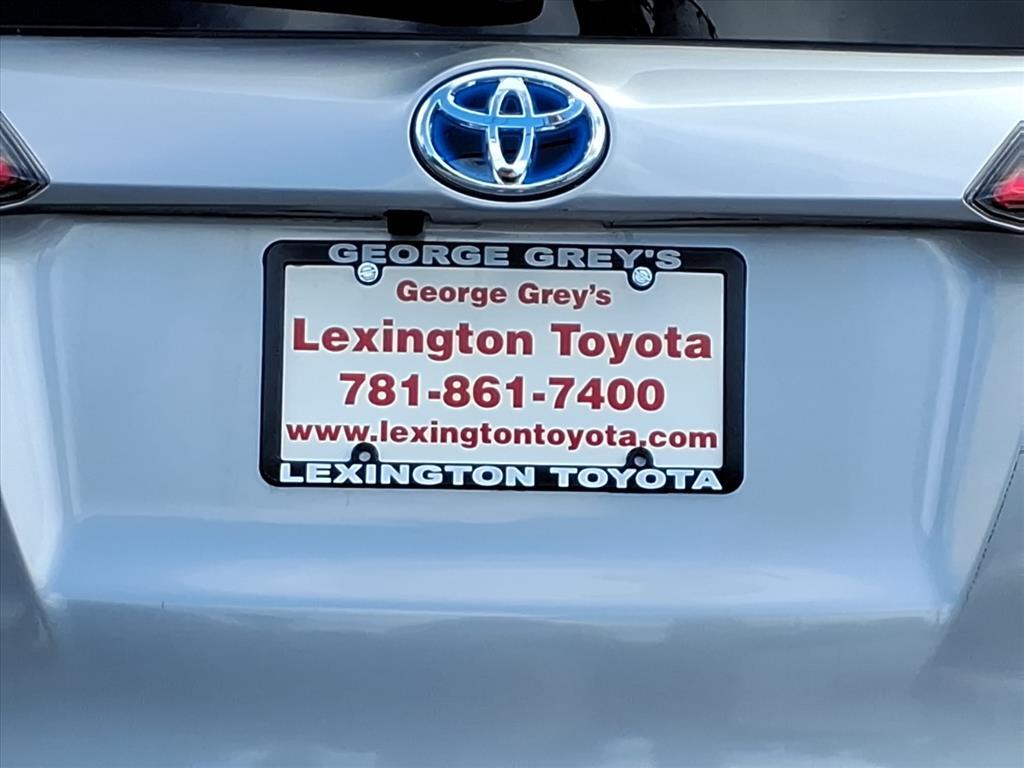 GEORGE GREY'S
George Grey's
Lexington Toyota
781-861-7400
www.lexingtontoyota.com
LEXINGTON TOYOTA